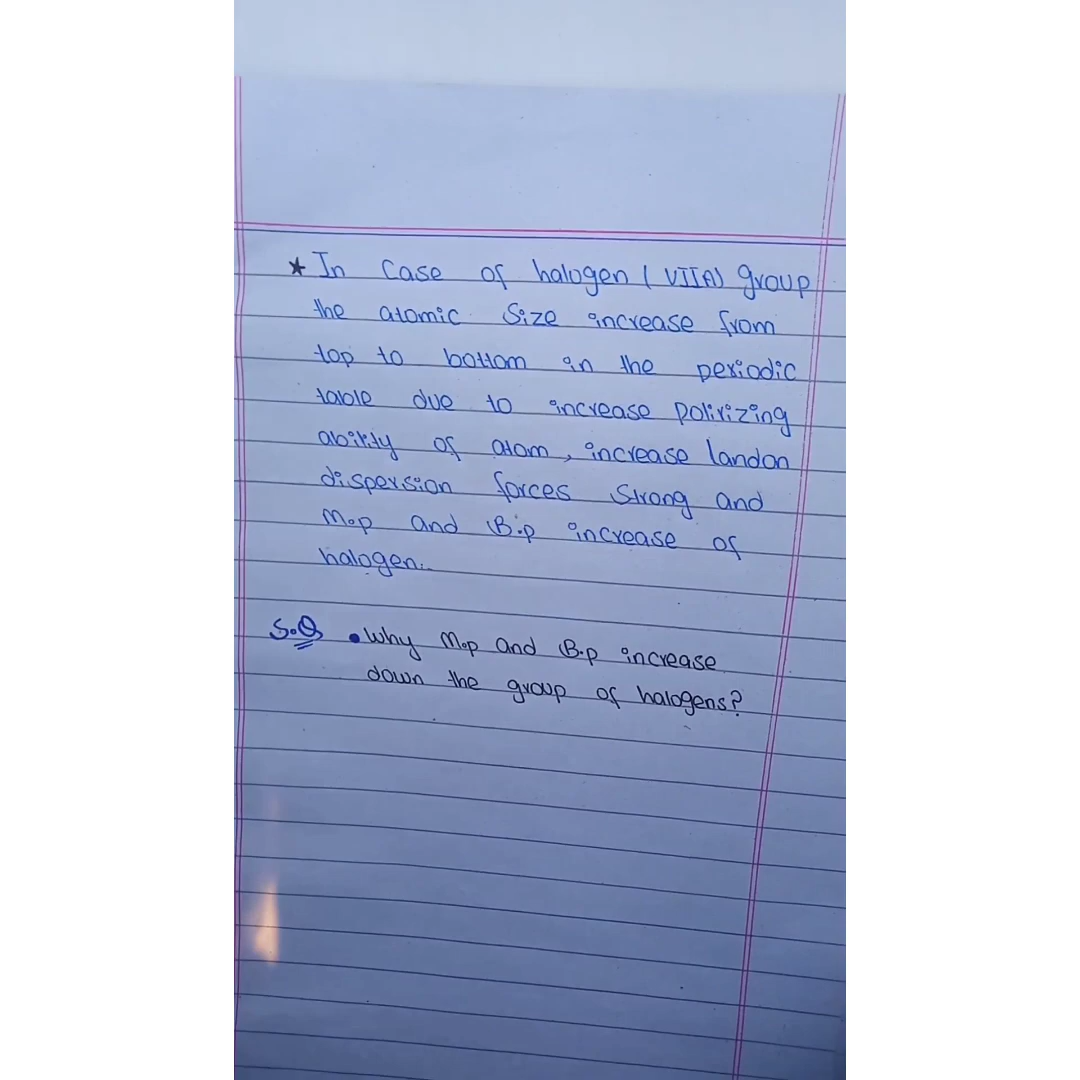 * In Case of halogen (VIIA) group
the atomic Size increase from
top to bottom in the periodic
table due to increase polirizing
ability of atom, increase landon
dispersion forces Strong and
M.p and B.p increase of
halogen..
S.Q • Why M.p and B.p increase
down the group of halogens?